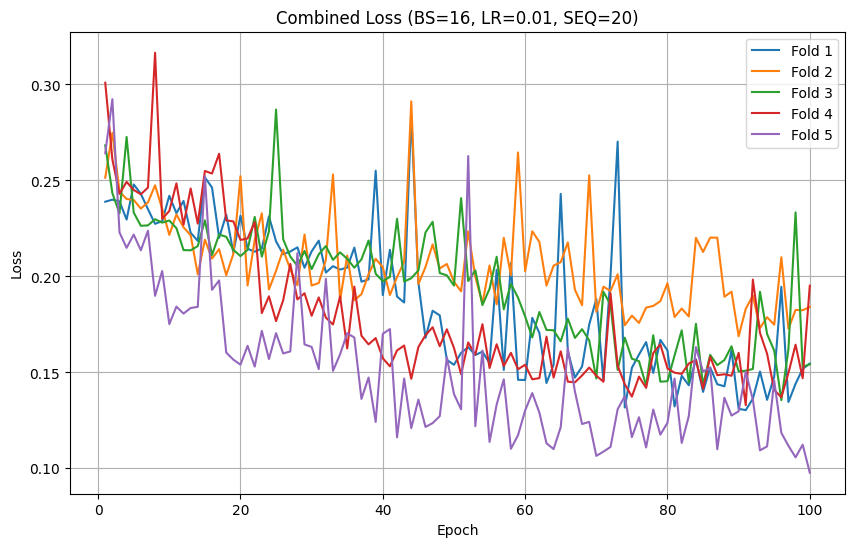 Combined Loss (BS=16, LR=0.01, SEQ=20)
Fold 1
Fold 2
Fold 3
Fold 4
Fold 5
Loss
0.30
0.25
0.20
0.15
0.10
0 20 40 60 80 100
Epoch